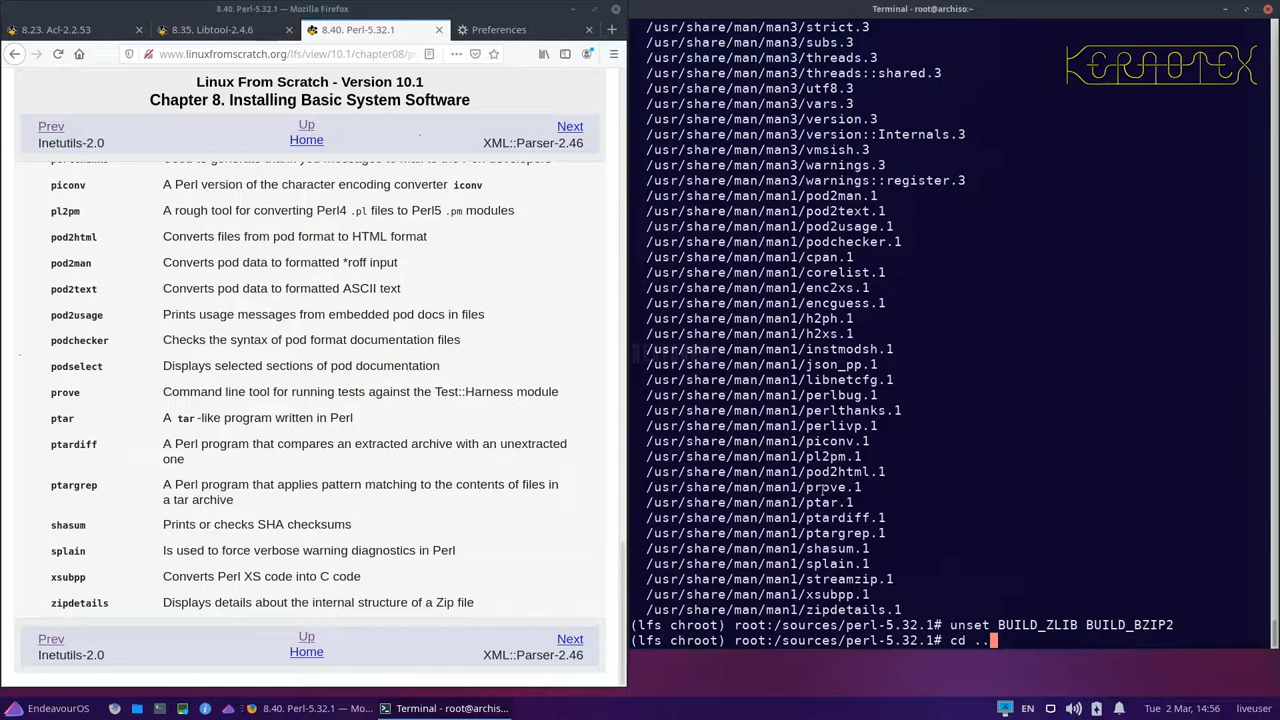 8.40. Perl-5.32.1 — Mozilla Firefox
8.23. Acl-2.2.53
8.35. Libtool-2.4.6
8.40. Perl-5.32.1
Preferences
www.linuxfromscratch.org/lfs/view/10.1/chapter08/p
Linux From Scratch - Version 10.1
Chapter 8. Installing Basic System Software
Prev
Up
Next
Inetutils-2.0
Home
XML::Parser-2.46
piconv A Perl version of the character encoding converter iconv
pl2pm A rough tool for converting Perl4 .pl files to Perl5 .pm modules
pod2html Converts files from pod format to HTML format
pod2man Converts pod data to formatted *roff input
pod2text Converts pod data to formatted ASCII text
pod2usage Prints usage messages from embedded pod docs in files
podchecker Checks the syntax of pod format documentation files
podselect Displays selected sections of pod documentation
prove Command line tool for running tests against the Test::Harness module
ptar A tar-like program written in Perl
ptardiff A Perl program that compares an extracted archive with an unextracted
one
ptargrep A Perl program that applies pattern matching to the contents of files in
a tar archive
shasum Prints or checks SHA checksums
splain Is used to force verbose warning diagnostics in Perl
xsubpp Converts Perl XS code into C code
zipdetails Displays details about the internal structure of a Zip file
Prev
Up
Next
Inetutils-2.0
Home
XML::Parser-2.46
Terminal - root@archiso:~
KERNOTEX
/usr/share/man/man3/strict.3
/usr/share/man/man3/subs.3
/usr/share/man/man3/threads.3
/usr/share/man/man3/threads::shared.3
/usr/share/man/man3/utf8.3
/usr/share/man/man3/vars.3
/usr/share/man/man3/version.3
/usr/share/man/man3/version::Internals.3
/usr/share/man/man3/vmsish.3
/usr/share/man/man3/warnings.3
/usr/share/man/man3/warnings::register.3
/usr/share/man/man1/pod2man.1
/usr/share/man/man1/pod2text.1
/usr/share/man/man1/pod2usage.1
/usr/share/man/man1/podchecker.1
/usr/share/man/man1/cpan.1
/usr/share/man/man1/corelist.1
/usr/share/man/man1/enc2xs.1
/usr/share/man/man1/encguess.1
/usr/share/man/man1/h2ph.1
/usr/share/man/man1/h2xs.1
/usr/share/man/man1/instmodsh.1
/usr/share/man/man1/json_pp.1
/usr/share/man/man1/libnetcfg.1
/usr/share/man/man1/perlbug.1
/usr/share/man/man1/perlthanks.1
/usr/share/man/man1/perlivp.1
/usr/share/man/man1/piconv.1
/usr/share/man/man1/pl2pm.1
/usr/share/man/man1/pod2html.1
/usr/share/man/man1/prove.1
/usr/share/man/man1/ptar.1
/usr/share/man/man1/ptardiff.1
/usr/share/man/man1/ptargrep.1
/usr/share/man/man1/shasum.1
/usr/share/man/man1/splain.1
/usr/share/man/man1/streamzip.1
/usr/share/man/man1/xsubpp.1
/usr/share/man/man1/zipdetails.1
(lfs chroot) root:/sources/perl-5.32.1# unset BUILD_ZLIB BUILD_BZIP2
(lfs chroot) root:/sources/perl-5.32.1# cd ..
EndeavourOS
8.40. Perl-5.32.1 — Mo...
Terminal - root@archis...
EN
Tue 2 Mar, 14:56
liveuser